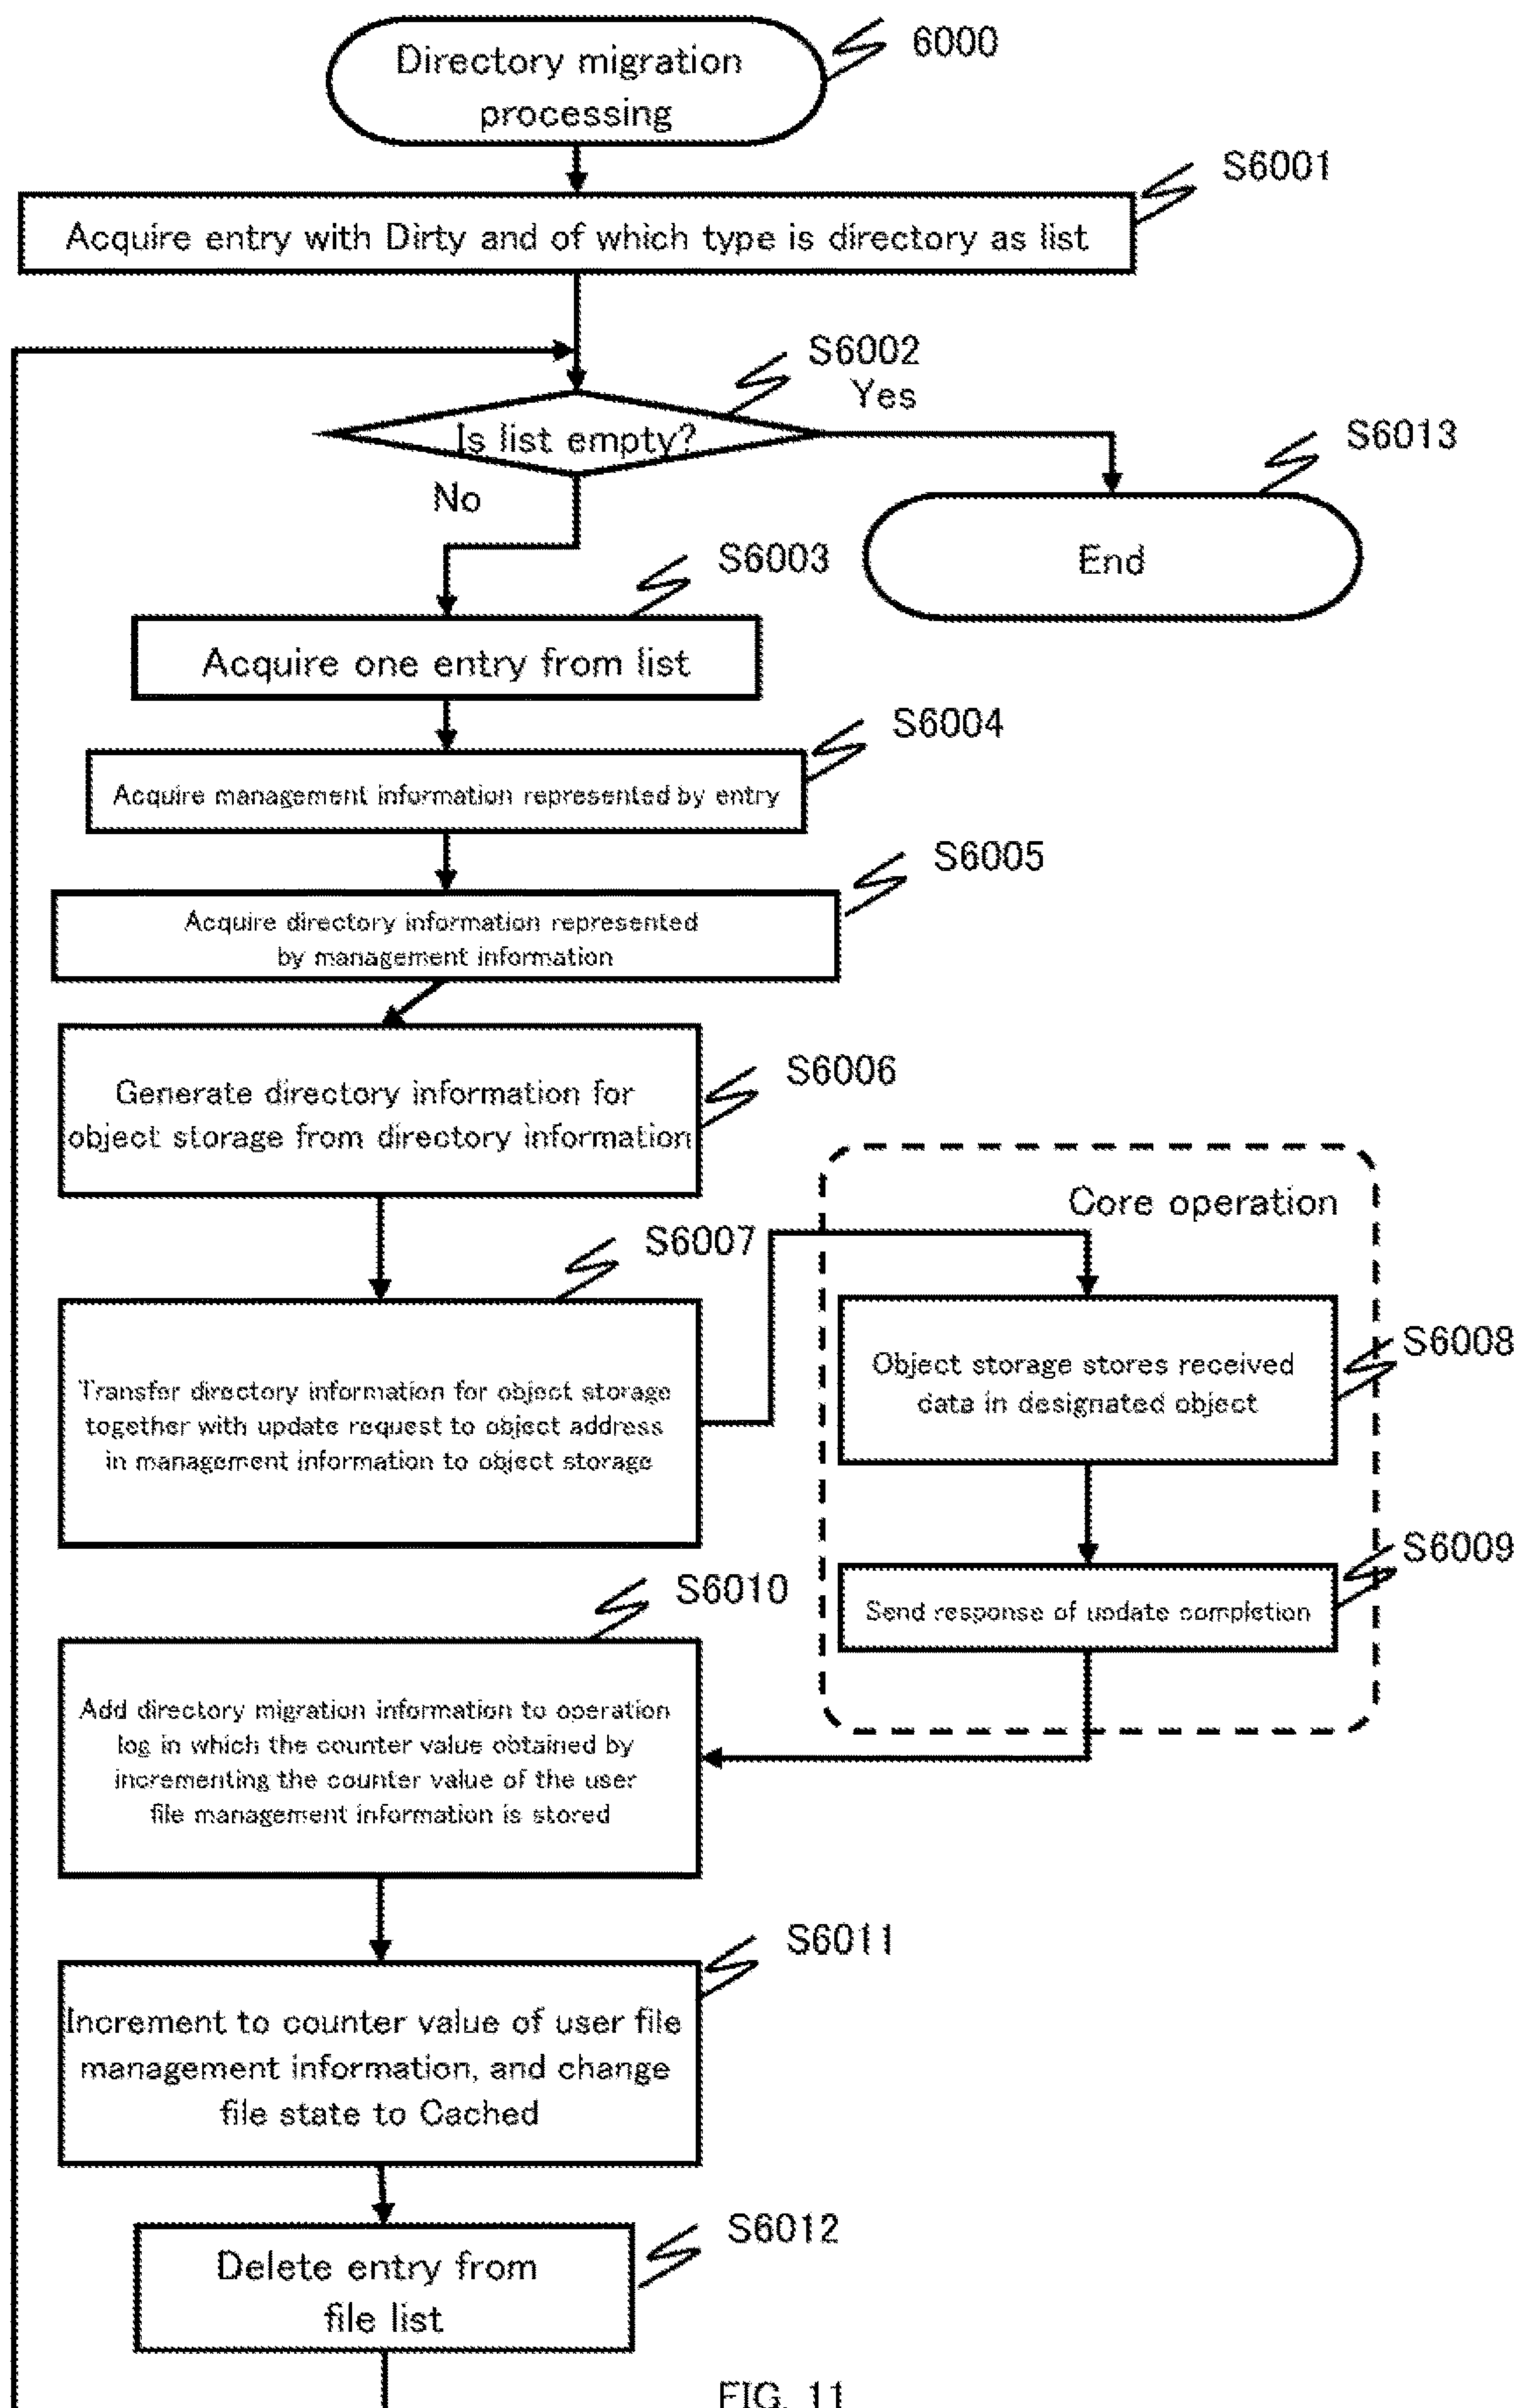 Directory migration
processing
6000
S6001
Acquire entry with Dirty and of which type is directory as list
S6002
Yes
Is list empty?
S6013
No
End
S6003
Acquire one entry from list
S6004
Acquire management information represented by entry
S6005
Acquire directory information represented
by management information
S6006
Generate directory information for
object storage from directory information
Core operation
S6007
Transfer directory information for object storage
together with update request to object address
in management information to object storage
S6008
Object storage stores received
data in designated object
S6009
Send response of update completion
S6010
Add directory migration information to operation
log in which the counter value obtained by
incrementing the counter value of the user
file management information is stored
S6011
Increment to counter value of user file
management information, and change
file state to Cached
S6012
Delete entry from
file list
FIG. 11